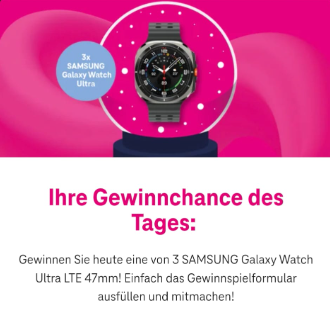 3x
SAMSUNG
Galaxy Watch
Ultra
Ihre Gewinnchance des
Tages:
Gewinnen Sie heute eine von 3 SAMSUNG Galaxy Watch
Ultra LTE 47mm! Einfach das Gewinnspielformular
ausfüllen und mitmachen!